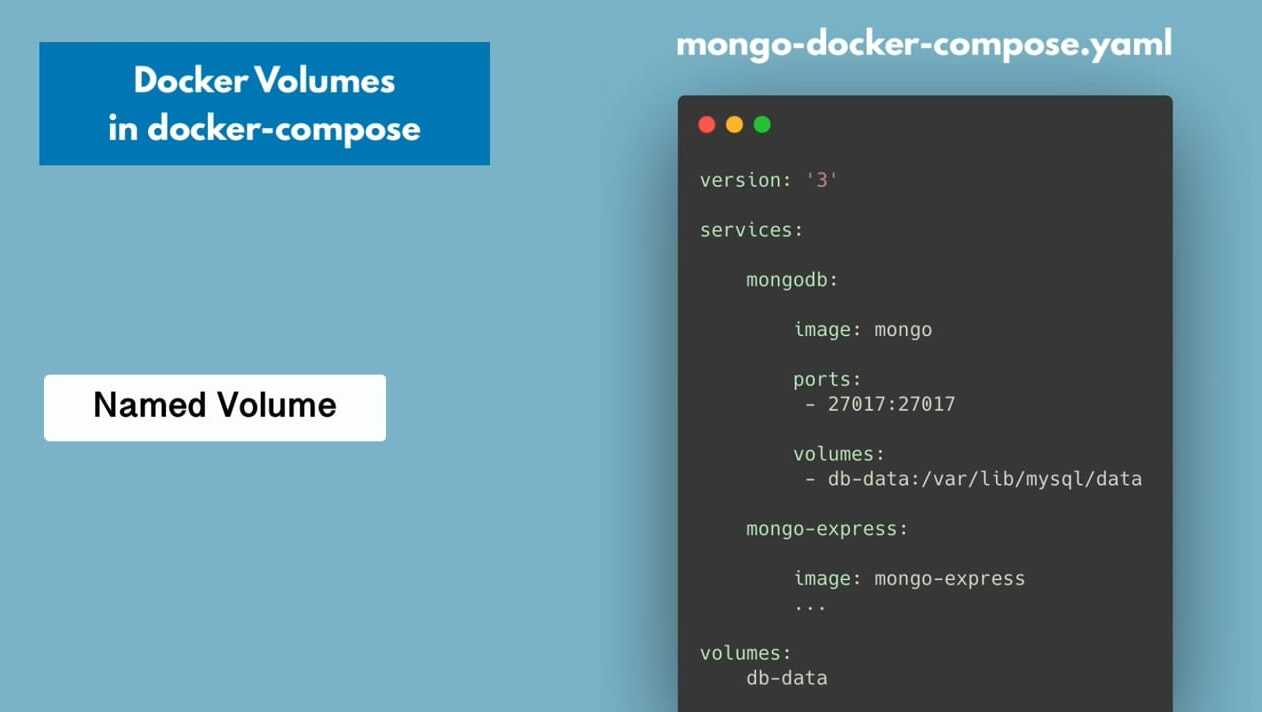 Docker Volumes
in docker-compose
Named Volume
mongo-docker-compose.yaml
version: '3'
services:
mongodb:
image: mongo
ports:
- 27017:27017
volumes:
- db-data:/var/lib/mysql/data
mongo-express:
image: mongo-express
...
volumes:
db-data